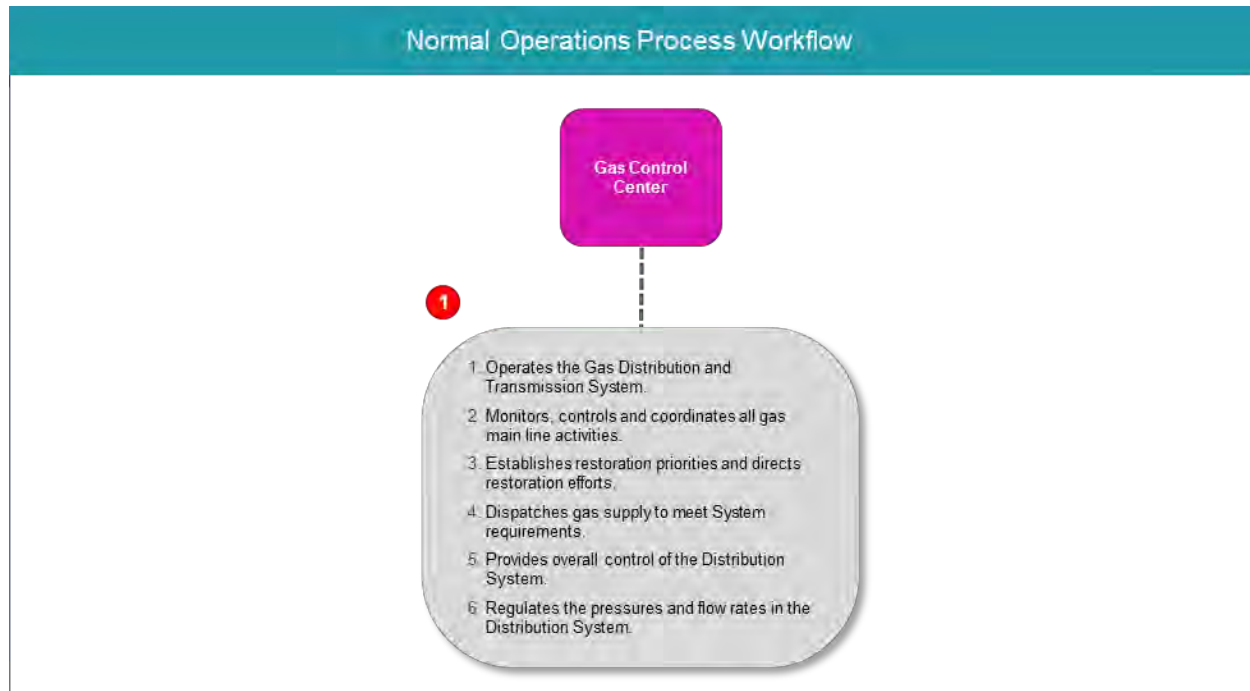 Normal Operations Process Workflow
Gas Control
Center
1
1. Operates the Gas Distribution and
Transmission System.
2. Monitors, controls and coordinates all gas
main line activities.
3. Establishes restoration priorities and directs
restoration efforts.
4. Dispatches gas supply to meet System
requirements.
5. Provides overall control of the Distribution
System.
6. Regulates the pressures and flow rates in the
Distribution System.